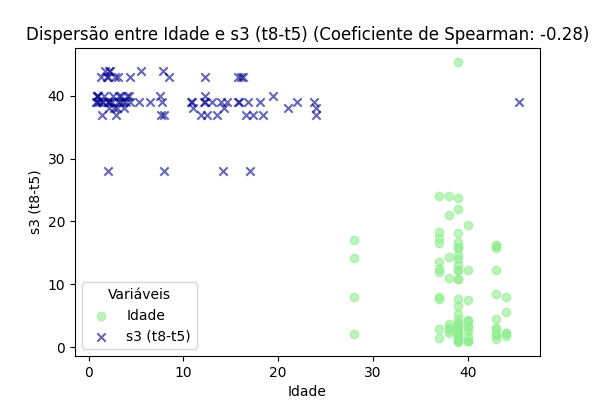 Dispersão entre Idade e s3 (t8-t5) (Coeficiente de Spearman: -0.28)
s3 (t8-t5)
40
30
20
10
0
Variáveis
Idade
s3 (t8-t5)
0 10 20 30 40
Idade